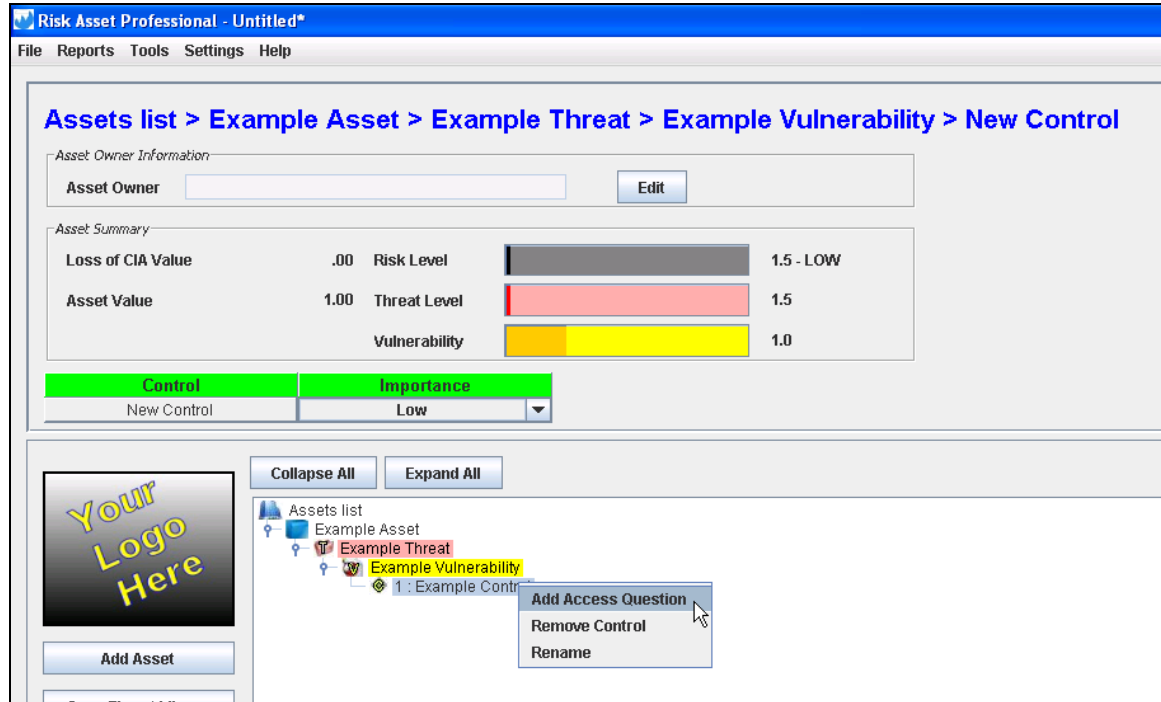 Risk Asset Professional - Untitled*
File Reports Tools Settings Help
Assets list > Example Asset > Example Threat > Example Vulnerability > New Control
Asset Owner Information
Asset Owner Edit
Asset Summary
Loss of CIA Value .00 Risk Level 1.5 - LOW
Asset Value 1.00 Threat Level 1.5
Vulnerability 1.0
Control Importance
New Control Low
Collapse All Expand All
Your
Logo
Here
Assets list
Example Asset
T Example Threat
V Example Vulnerability
1 : Example Contr
Add Access Question
Remove Control
Rename
Add Asset